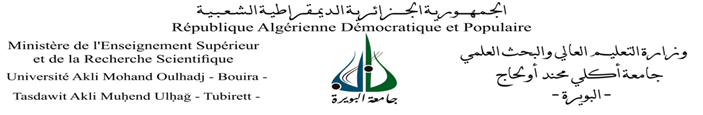 الجمهورية الجزائرية الديمقراطية الشعبية
République Algérienne Démocratique et Populaire
Ministère de l'Enseignement Supérieur
et de la Recherche Scientifique
Université Akli Mohand Oulhadj - Bouira -
Tasdawit Akli Muḥend Ulḥağ - Tubirett -
جامعة البويرة
وزارة التعليم العالي والبحث العلمي
جامعة أكلي محند أولحاج
- البويرة -